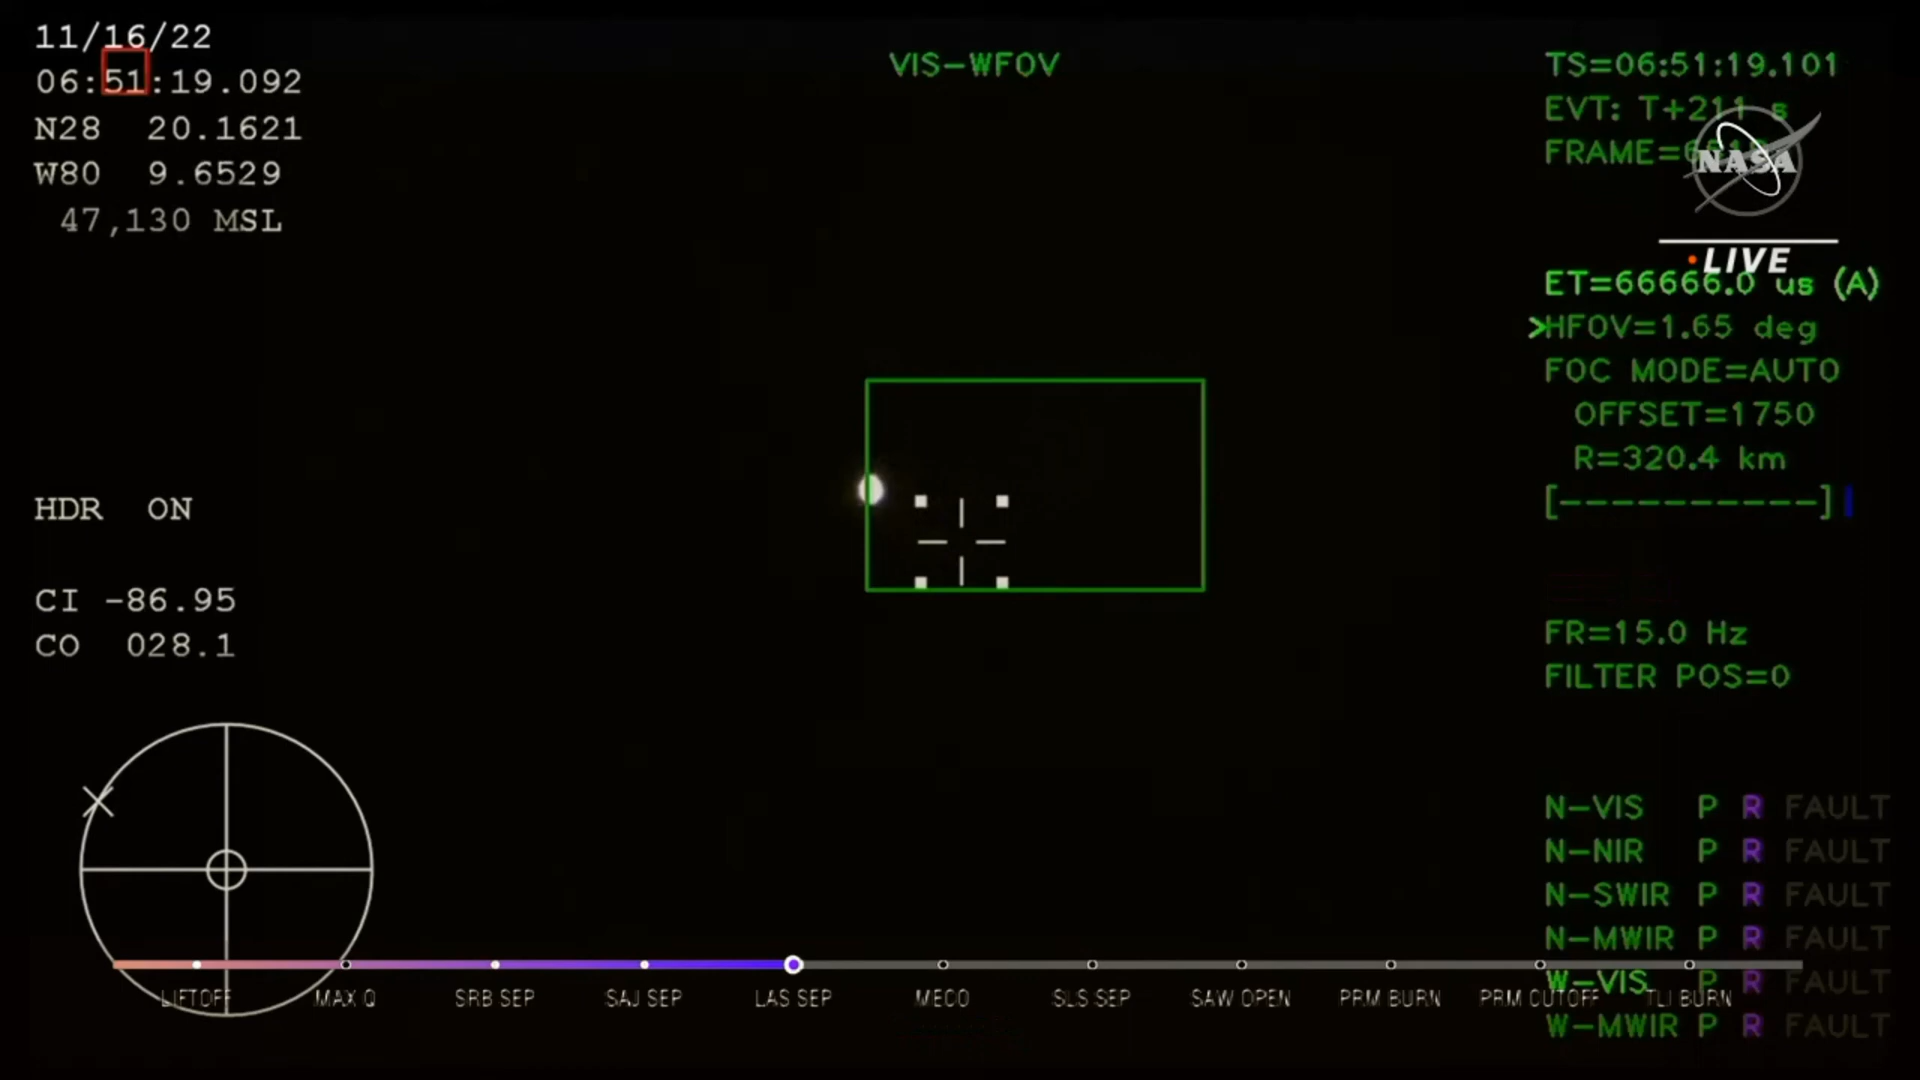 11/16/22
06:51:19.092
N28 20.1621
W80 9.6529
47,130 MSL
HDR ON
CI -86.95
CO 028.1
VIS-WFOV
TS=06:51:19.101
EVT: T+211 s
FRAME=
NASA
LIVE
ET=66666.0 us (A)
>HFOV=1.65 deg
FOC MODE=AUTO
OFFSET=1750
R=320.4 km
[----------]
FR=15.0 Hz
FILTER POS=0
N-VIS P R FAULT
N-NIR P R FAULT
N-SWIR P R FAULT
N-MWIR P R FAULT
W-VIS P R FAULT
W-MWIR P R FAULT
LIFTOFF MAX Q SRB SEP SAJ SEP LAS SEP MECO SLS SEP SAW OPEN PRM BURN PRM CUTOFF TLI BURN